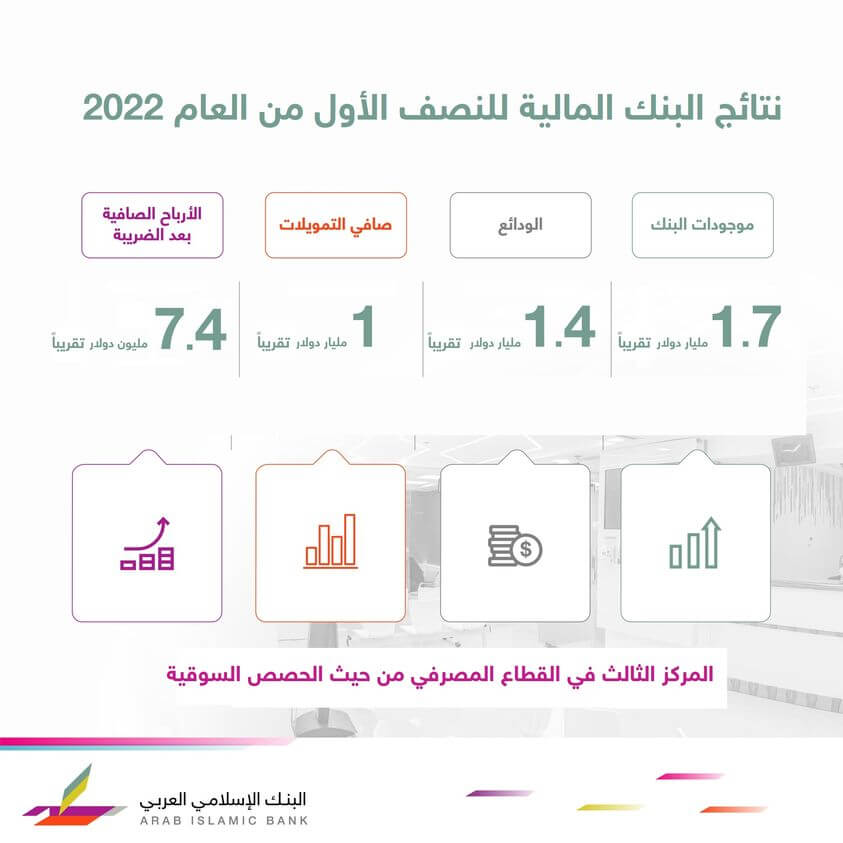 نتائج البنك المالية للنصف الأول من العام 2022
موجودات البنك
الودائع
صافي التمويلات
الأرباح الصافية
بعد الضريبة
1.7 مليار دولار تقريباً
1.4 مليار دولار تقريباً
1 مليار دولار تقريباً
7.4 مليون دولار تقريباً
$
المركز الثالث في القطاع المصرفي من حيث الحصص السوقية
البنك الإسلامي العربي
ARAB ISLAMIC BANK